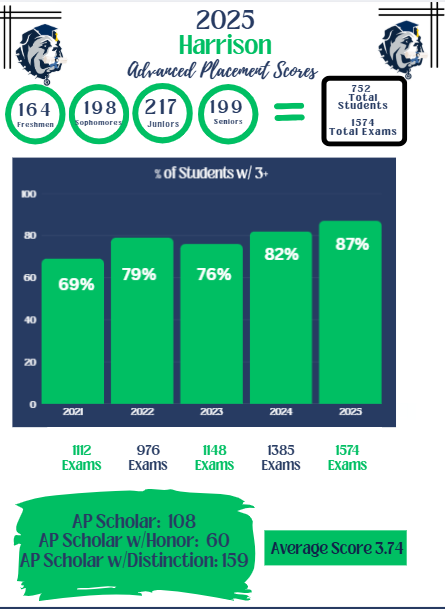 2025
Harrison
Advanced Placement Scores
164
Freshmen
198
Sophomores
217
Juniors
199
Seniors
=
752
Total
Students
1574
Total Exams
% of Students w/ 3+
100
80
60
40
20
0
69%
79%
76%
82%
87%
2021
2022
2023
2024
2025
1112
Exams
976
Exams
1148
Exams
1385
Exams
1574
Exams
AP Scholar: 108
AP Scholar w/Honor: 60
AP Scholar w/Distinction: 159
Average Score 3.74